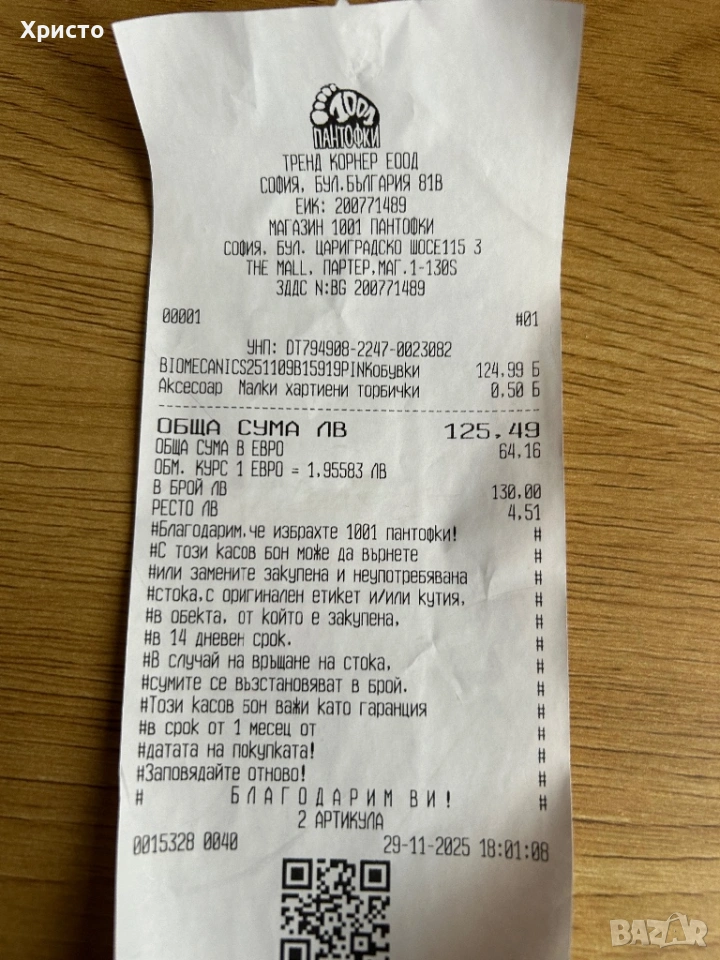 Христо
1001
ПАНТОФКИ
ТРЕНД КОРНЕР ЕООД
СОФИЯ, БУЛ.БЪЛГАРИЯ 81В
ЕИК: 200771489
МАГАЗИН 1001 ПАНТОФКИ
СОФИЯ, БУЛ. ЦАРИГРАДСКО ШОСЕ115 3
THE MALL, ПАРТЕР,МАГ.1-130S
ЗДДС N:BG 200771489
00001 #01
УНП: DT794908-2247-0023082
BIOMECANICS251109B15919PINKобувки 124.99 Б
Аксесоар Малки хартиени торбички 0.50 Б
ОБЩА СУМА ЛВ 125,49
ОБЩА СУМА В ЕВРО 64.16
ОБМ. КУРС 1 ЕВРО = 1.95583 ЛВ
В БРОЙ ЛВ 130.00
РЕСТО ЛВ 4.51
#Благодарим,че избрахте 1001 пантофки! #
#С този касов бон може да върнете #
#или замените закупена и неупотребявана #
#стока,с оригинален етикет и/или кутия, #
#в обекта, от който е закупена, #
#в 14 дневен срок. #
#В случай на връщане на стока, #
#сумите се възстановяват в брой. #
#Този касов бон важи като гаранция #
#в срок от 1 месец от #
#датата на покупката! #
#Заповядайте отново! #
# БЛАГОДАРИМ ВИ! #
2 АРТИКУЛА
0015328 0040 29-11-2025 18:01:08
BAZAR